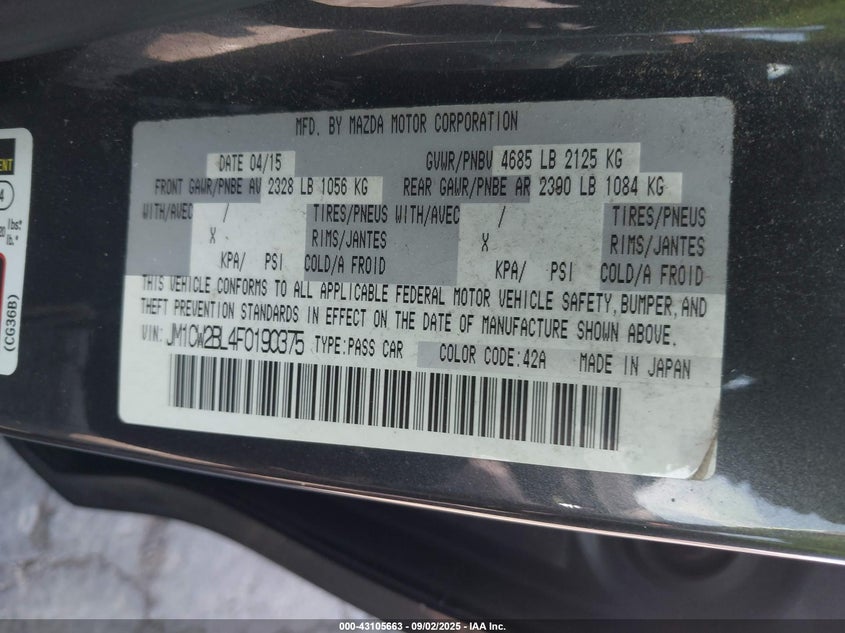 MFD. BY MAZDA MOTOR CORPORATION
DATE 04/15 GVWR/PNBV 4685 LB 2125 KG
FRONT GAWR/PNBE AV 2328 LB 1056 KG REAR GAWR/PNBE AR 2390 LB 1084 KG
WITH/AVEC / TIRES/PNEUS WITH/AVEC / TIRES/PNEUS
X RIMS/JANTES X RIMS/JANTES
KPA/ PSI COLD/A FROID KPA/ PSI COLD/A FROID
THIS VEHICLE CONFORMS TO ALL APPLICABLE FEDERAL MOTOR VEHICLE SAFETY, BUMPER, AND
THEFT PREVENTION STANDARDS IN EFFECT ON THE DATE OF MANUFACTURE SHOWN ABOVE.
VIN: JM1CW2BL4F0190375 TYPE:PASS CAR COLOR CODE:42A MADE IN JAPAN
(CG36B)
lbs*
lb.*
000-43105663 - 09/02/2025 - IAA Inc.